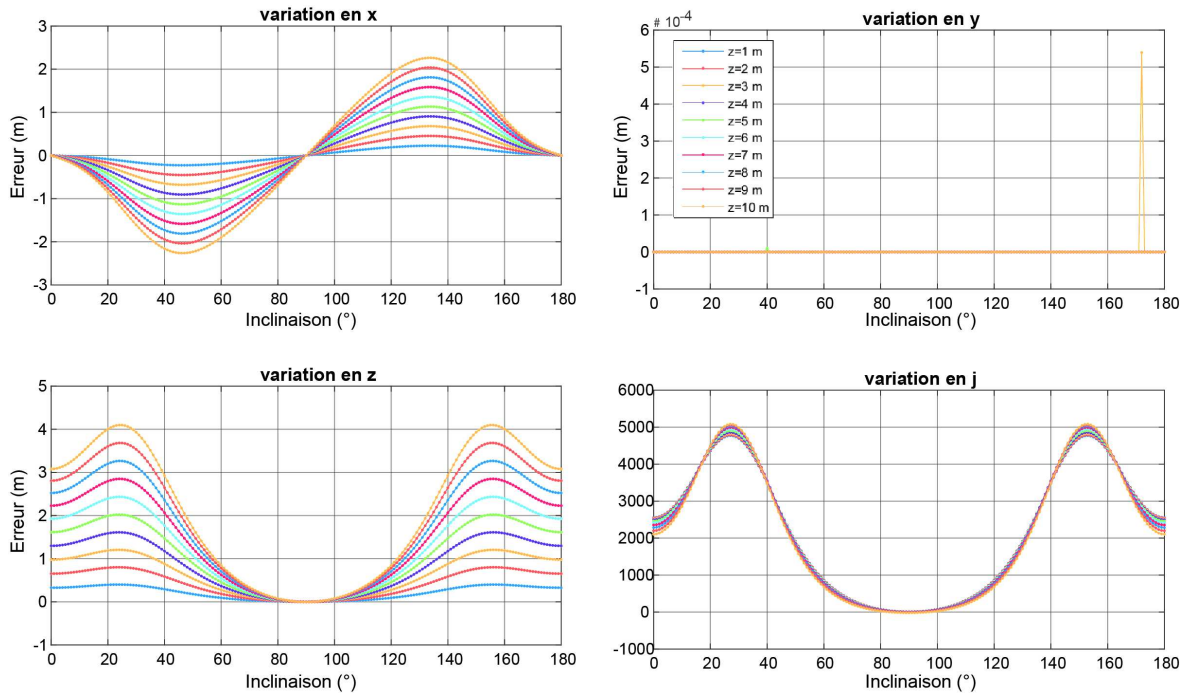 variation en x
3
2
1
0
-1
-2
-3
Erreur (m)
0 20 40 60 80 100 120 140 160 180
Inclinaison (°)
# 10⁻⁴
variation en y
6
5
4
3
2
1
0
-1
Erreur (m)
z=1 m
z=2 m
z=3 m
z=4 m
z=5 m
z=6 m
z=7 m
z=8 m
z=9 m
z=10 m
0 20 40 60 80 100 120 140 160 180
Inclinaison (°)
variation en z
5
4
3
2
1
0
-1
Erreur (m)
0 20 40 60 80 100 120 140 160 180
Inclinaison (°)
variation en j
6000
5000
4000
3000
2000
1000
0
-1000
0 20 40 60 80 100 120 140 160 180
Inclinaison (°)